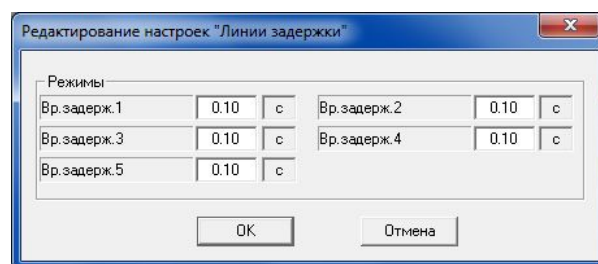 Редактирование настроек "Линии задержки"
Режимы
Вр.задерж.1 0.10 с Вр.задерж.2 0.10 с
Вр.задерж.3 0.10 с Вр.задерж.4 0.10 с
Вр.задерж.5 0.10 с
OK Отмена